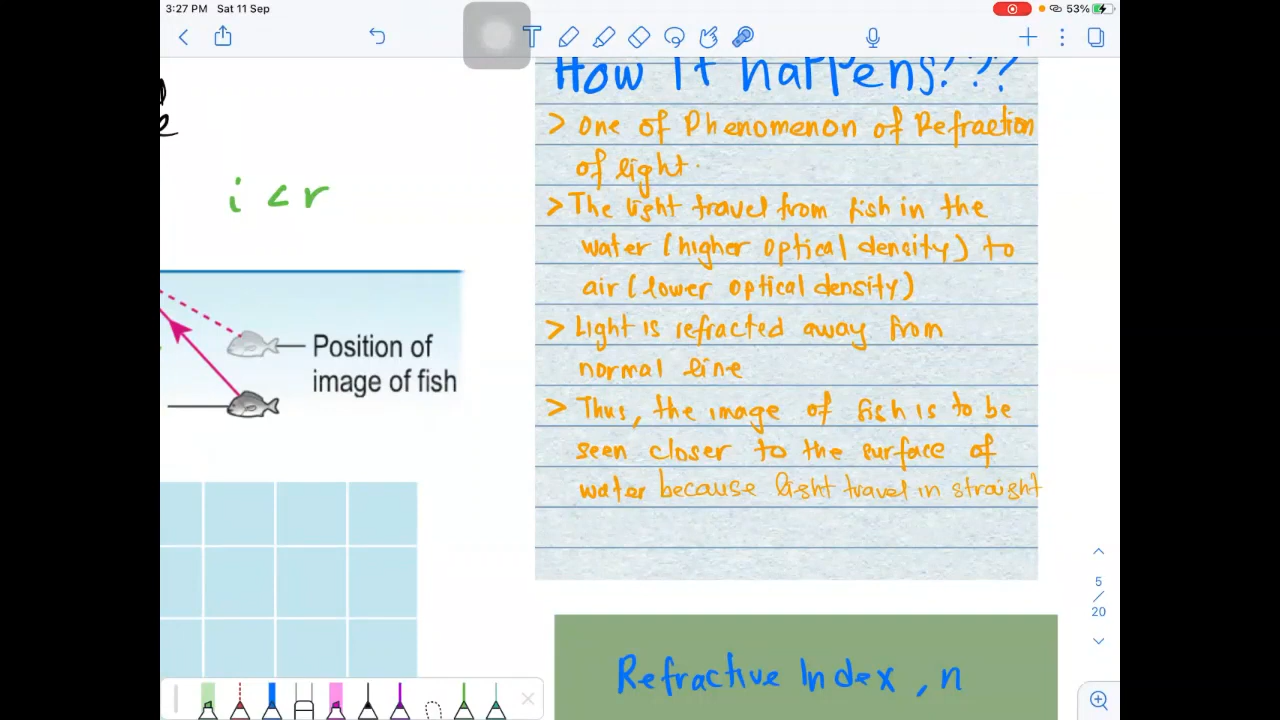 3:27 PM Sat 11 Sep
53%
T
How it happens???
> One of Phenomenon of Refraction
of light.
i < r
> The light travel from fish in the
water (higher optical density) to
air (lower optical density)
> Light is refracted away from
normal line
Position of
image of fish
> Thus, the image of fish is to be
seen closer to the surface of
water because light travel in straight
5
/
20
Refractive Index, n